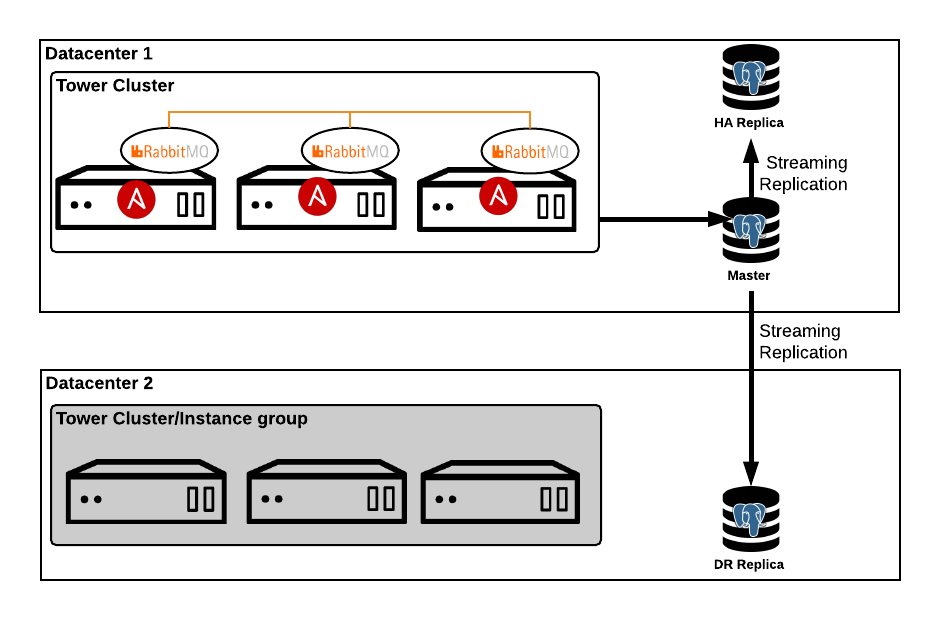 Datacenter 1
Tower Cluster
RabbitMQ
RabbitMQ
RabbitMQ
HA Replica
Streaming
Replication
Master
Streaming
Replication
Datacenter 2
Tower Cluster/Instance group
DR Replica